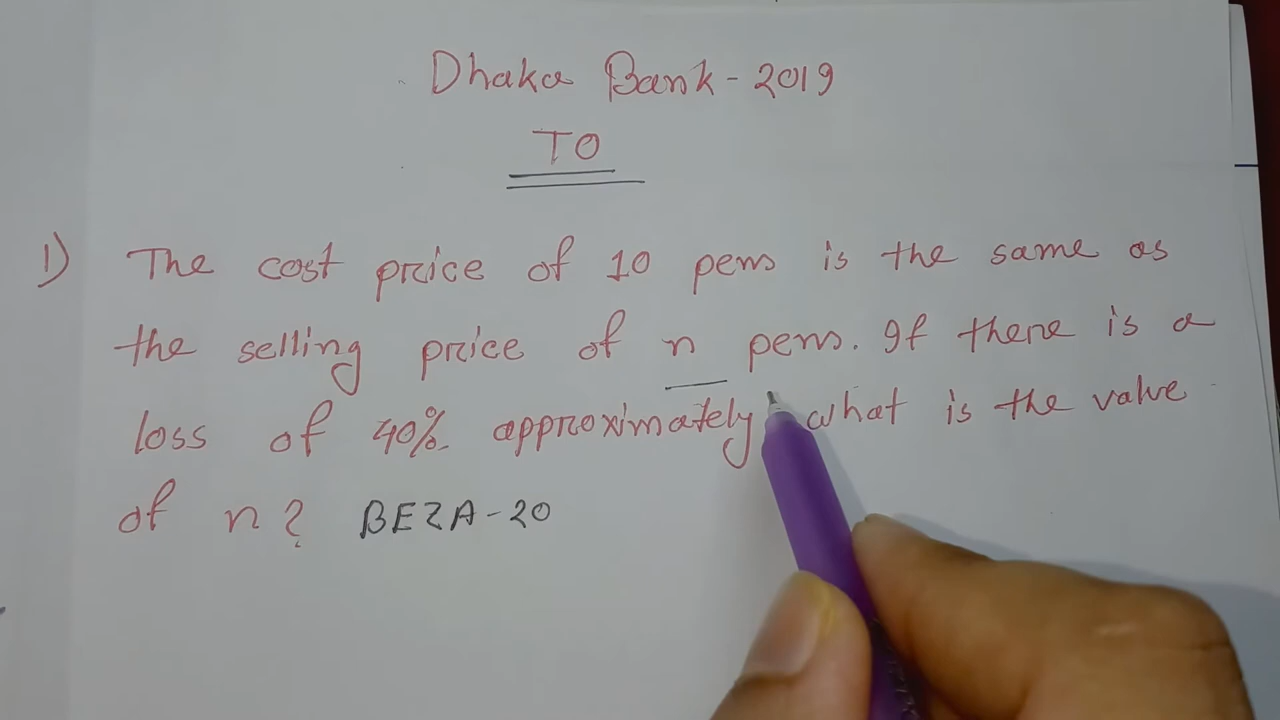 Dhaka Bank - 2019
TO
1) The cost price of 10 pens is the same as
the selling price of n pens. If there is a
loss of 40% approximately what is the value
of n? BEZA-20